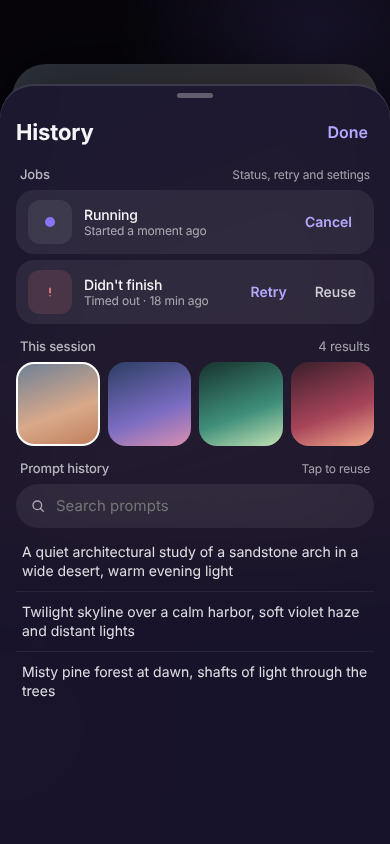 History
Done
Jobs
Status, retry and settings
Running
Started a moment ago
Cancel
!
Didn't finish
Timed out · 18 min ago
Retry
Reuse
This session
4 results
Prompt history
Tap to reuse
Search prompts
A quiet architectural study of a sandstone arch in a
wide desert, warm evening light
Twilight skyline over a calm harbor, soft violet haze
and distant lights
Misty pine forest at dawn, shafts of light through the
trees